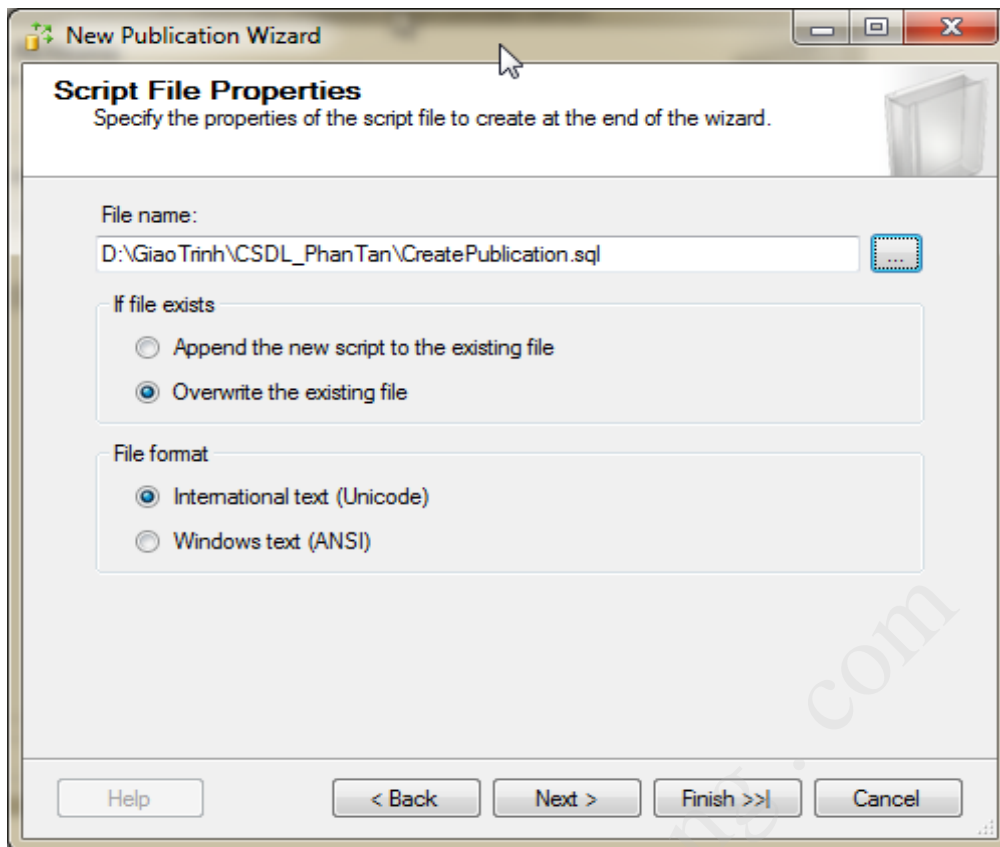 New Publication Wizard
Script File Properties
Specify the properties of the script file to create at the end of the wizard.
File name:
D:\GiaoTrinh\CSDL_PhanTan\CreatePublication.sql
...
If file exists
Append the new script to the existing file
Overwrite the existing file
File format
International text (Unicode)
Windows text (ANSI)
Help
< Back
Next >
Finish >>|
Cancel
ng . com